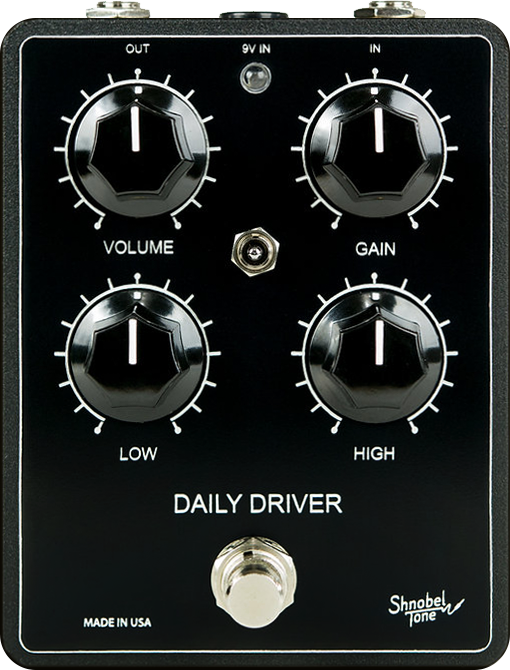 OUT 9V IN IN
VOLUME GAIN
LOW HIGH
DAILY DRIVER
Shnobel
Tone
MADE IN USA